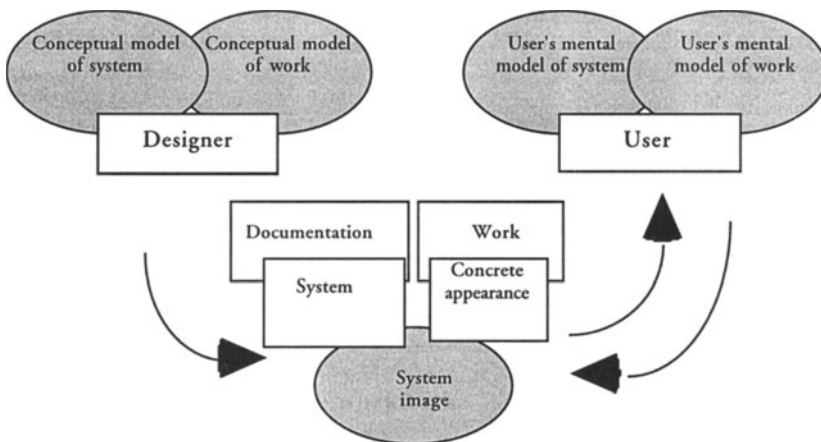 Conceptual model
of system
Conceptual model
of work
Designer
User's mental
model of system
User's mental
model of work
User
Documentation
Work
System
Concrete
appearance
System
image